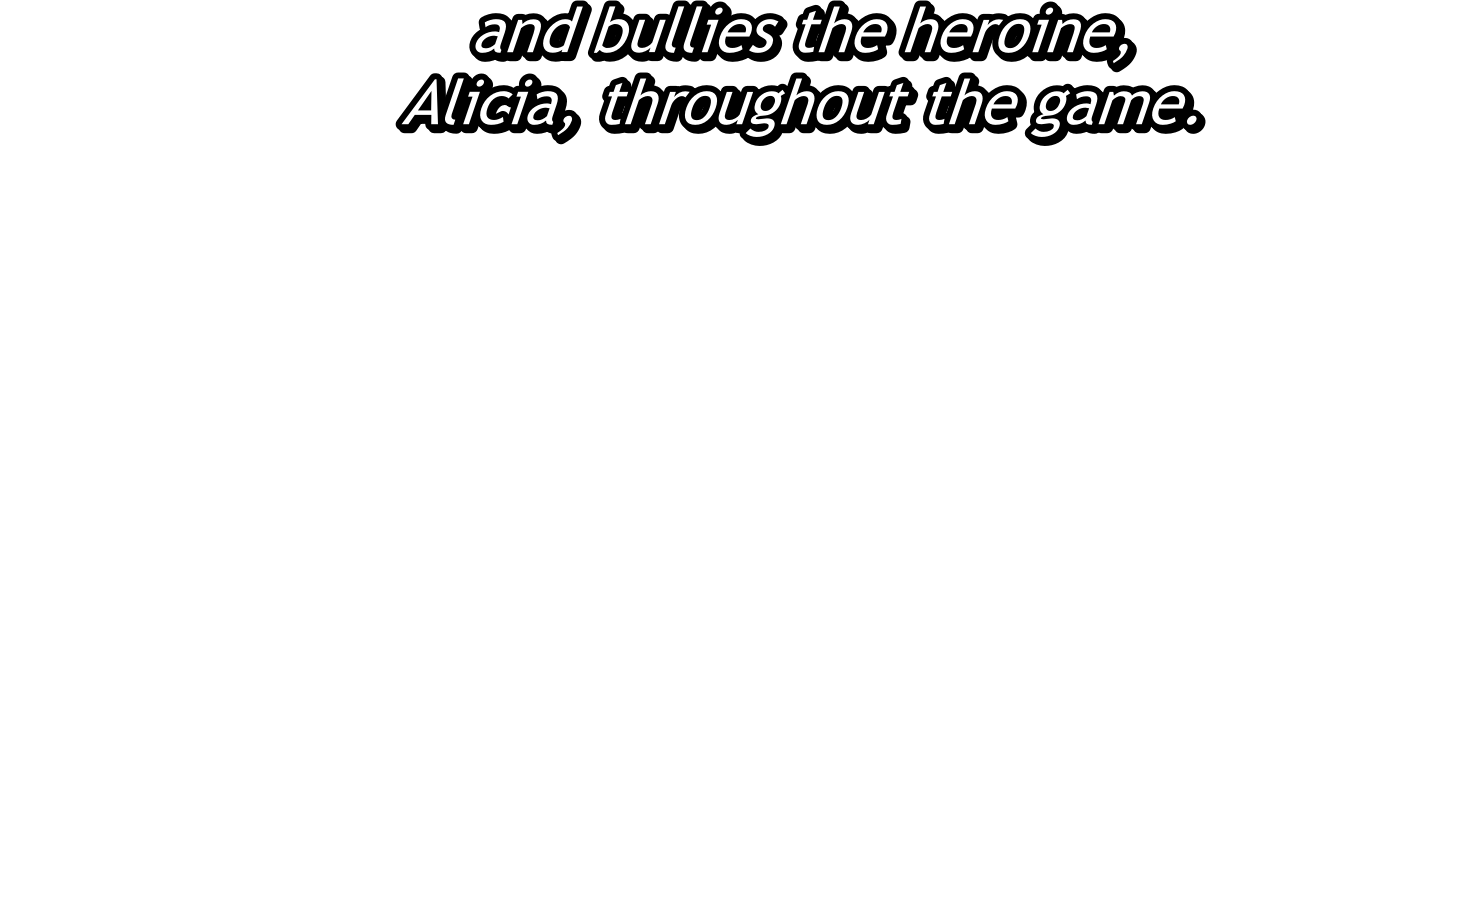 and bullies the heroine,
Alicia, throughout the game.